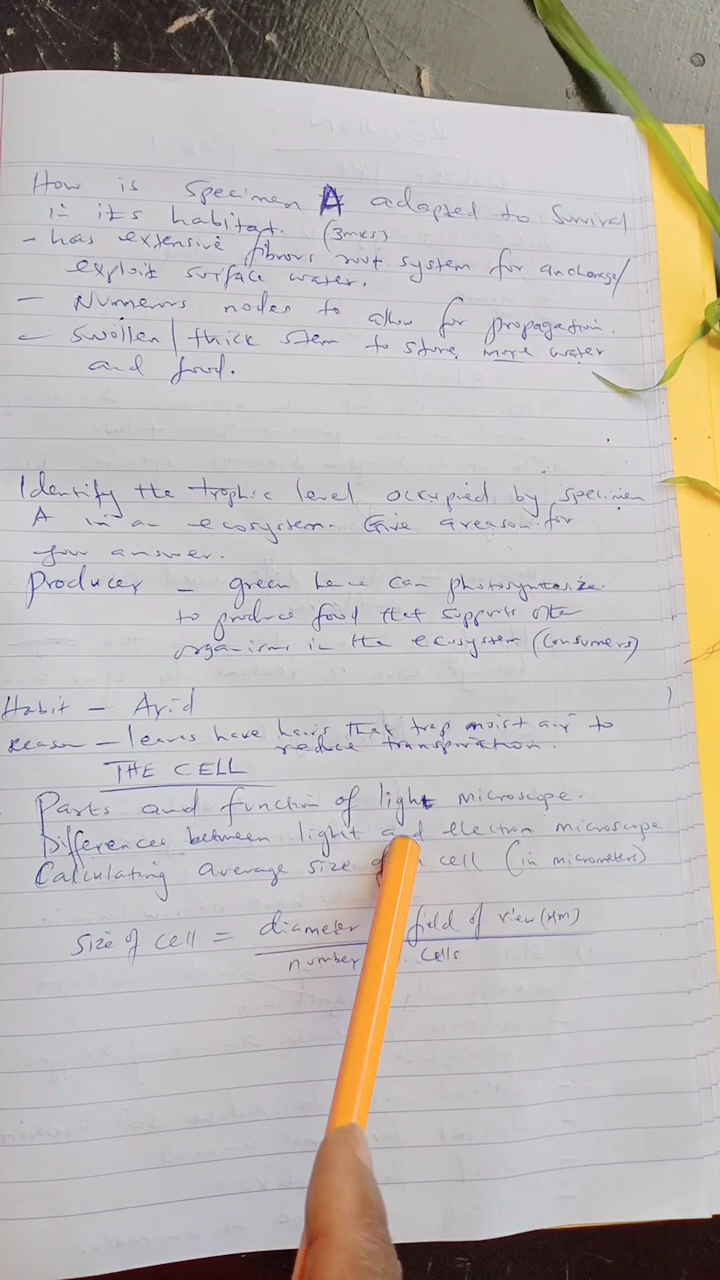 How is specimen A adapted to survival
in its habitat. (3mks)
- has extensive fibrous root system for anchorage/
exploit surface water.
- Numerous nodes to allow for propagation.
- Swollen / thick stem to store more water
and food.
Identify the trophic level occupied by specimen
A in an ecosystem. Give a reason for
your answer.
Producer - green hence can photosynthesize
to produce food that supports other
organisms in the ecosystem (consumers)
Habit - Arid
reason - leaves have hairs that trap moist air to
reduce transpiration.
THE CELL
Parts and function of light microscope.
Differences between light and electron microscope
Calculating average size cell (in micrometers)
Size of cell = diameter field of view (µm)
number cells